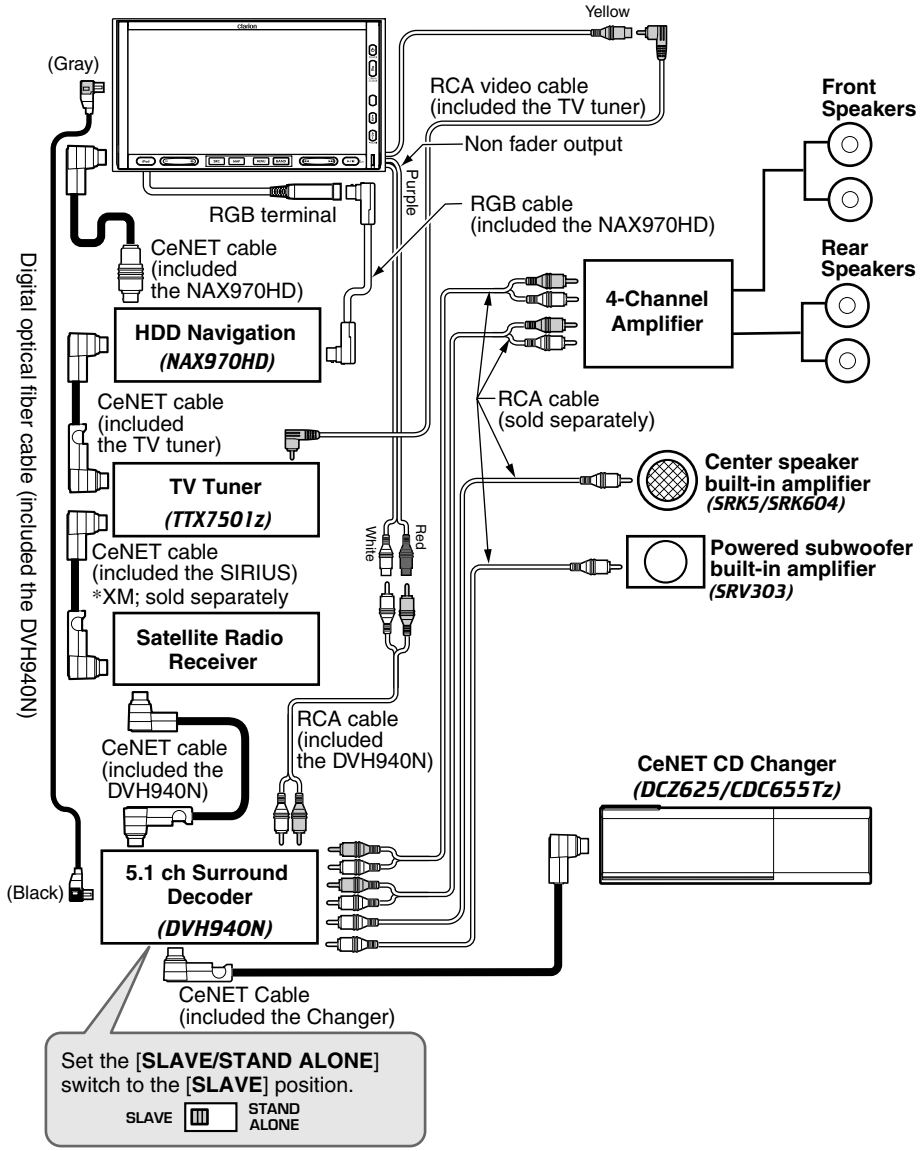 Clarion
Yellow
(Gray)
RCA video cable
(included the TV tuner)
Front
Speakers
Non fader output
Purple
RGB terminal
RGB cable
(included the NAX970HD)
CeNET cable
(included
the NAX970HD)
Rear
Speakers
4-Channel
Amplifier
Digital optical fiber cable (included the DVH940N)
HDD Navigation
(NAX970HD)
CeNET cable
(included
the TV tuner)
RCA cable
(sold separately)
TV Tuner
(TTX7501z)
Center speaker
built-in amplifier
(SRK5/SRK604)
White
Red
CeNET cable
(included the SIRIUS)
*XM; sold separately
Powered subwoofer
built-in amplifier
(SRV303)
Satellite Radio
Receiver
RCA cable
(included
the DVH940N)
CeNET cable
(included the
DVH940N)
CeNET CD Changer
(DCZ625/CDC655Tz)
5.1 ch Surround
Decoder
(DVH940N)
(Black)
CeNET Cable
(included the Changer)
Set the [SLAVE/STAND ALONE]
switch to the [SLAVE] position.
SLAVE
STAND
ALONE